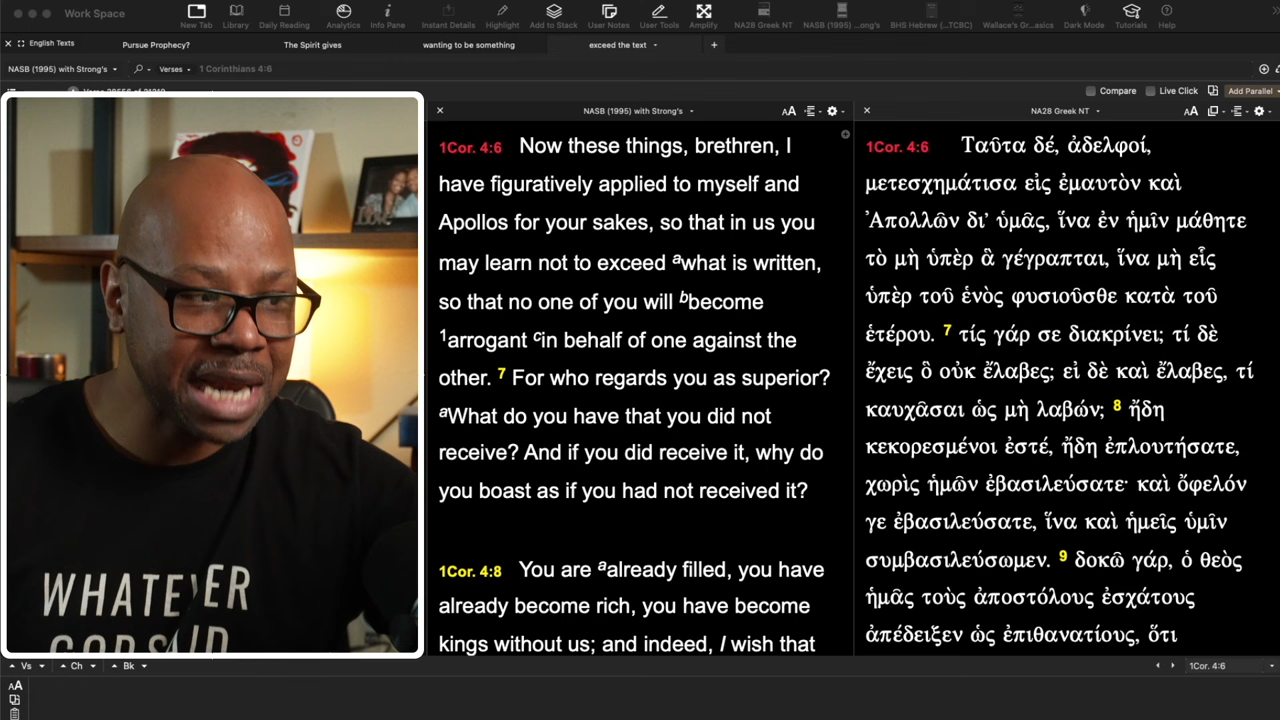 Work Space
New Tab
Library
Daily Reading
Analytics
Info Pane
Instant Details
Highlight
Add to Stack
User Notes
User Tools
Amplify
NA28 Greek NT
NASB (1995) ...ong's
BHS Hebrew (...TCBC)
Wallace's Gr...asics
Dark Mode
Tutorials
Help
English Texts
Pursue Prophecy?
The Spirit gives
wanting to be something
exceed the text
NASB (1995) with Strong's
Verses
1 Corinthians 4:6
Compare
Live Click
Add Parallel
NASB (1995) with Strong's
1Cor. 4:6 Now these things, brethren, I
have figuratively applied to myself and
Apollos for your sakes, so that in us you
may learn not to exceed awhat is written,
so that no one of you will bbecome
1arrogant cin behalf of one against the
other. 7 For who regards you as superior?
aWhat do you have that you did not
receive? And if you did receive it, why do
you boast as if you had not received it?
1Cor. 4:8 You are aalready filled, you have
already become rich, you have become
kings without us; and indeed, I wish that
NA28 Greek NT
1Cor. 4:6 Ταῦτα δέ, ἀδελφοί,
μετεσχημάτισα εἰς ἐμαυτὸν καὶ
Ἀπολλῶν δι’ ὑμᾶς, ἵνα ἐν ἡμῖν μάθητε
τὸ μὴ ὑπὲρ ἃ γέγραπται, ἵνα μὴ εἷς
ὑπὲρ τοῦ ἑνὸς φυσιοῦσθε κατὰ τοῦ
ἑτέρου. 7 τίς γάρ σε διακρίνει; τί δὲ
ἔχεις ὃ οὐκ ἔλαβες; εἰ δὲ καὶ ἔλαβες, τί
καυχᾶσαι ὡς μὴ λαβών; 8 ἤδη
κεκορεσμένοι ἐστέ, ἤδη ἐπλουτήσατε,
χωρὶς ἡμῶν ἐβασιλεύσατε· καὶ ὄφελόν
γε ἐβασιλεύσατε, ἵνα καὶ ἡμεῖς ὑμῖν
συμβασιλεύσωμεν. 9 δοκῶ γάρ, ὁ θεὸς
ἡμᾶς τοὺς ἀποστόλους ἐσχάτους
ἀπέδειξεν ὡς ἐπιθανατίους, ὅτι
WHATEVER
GOD SAID
Vs
Ch
Bk
1Cor. 4:6